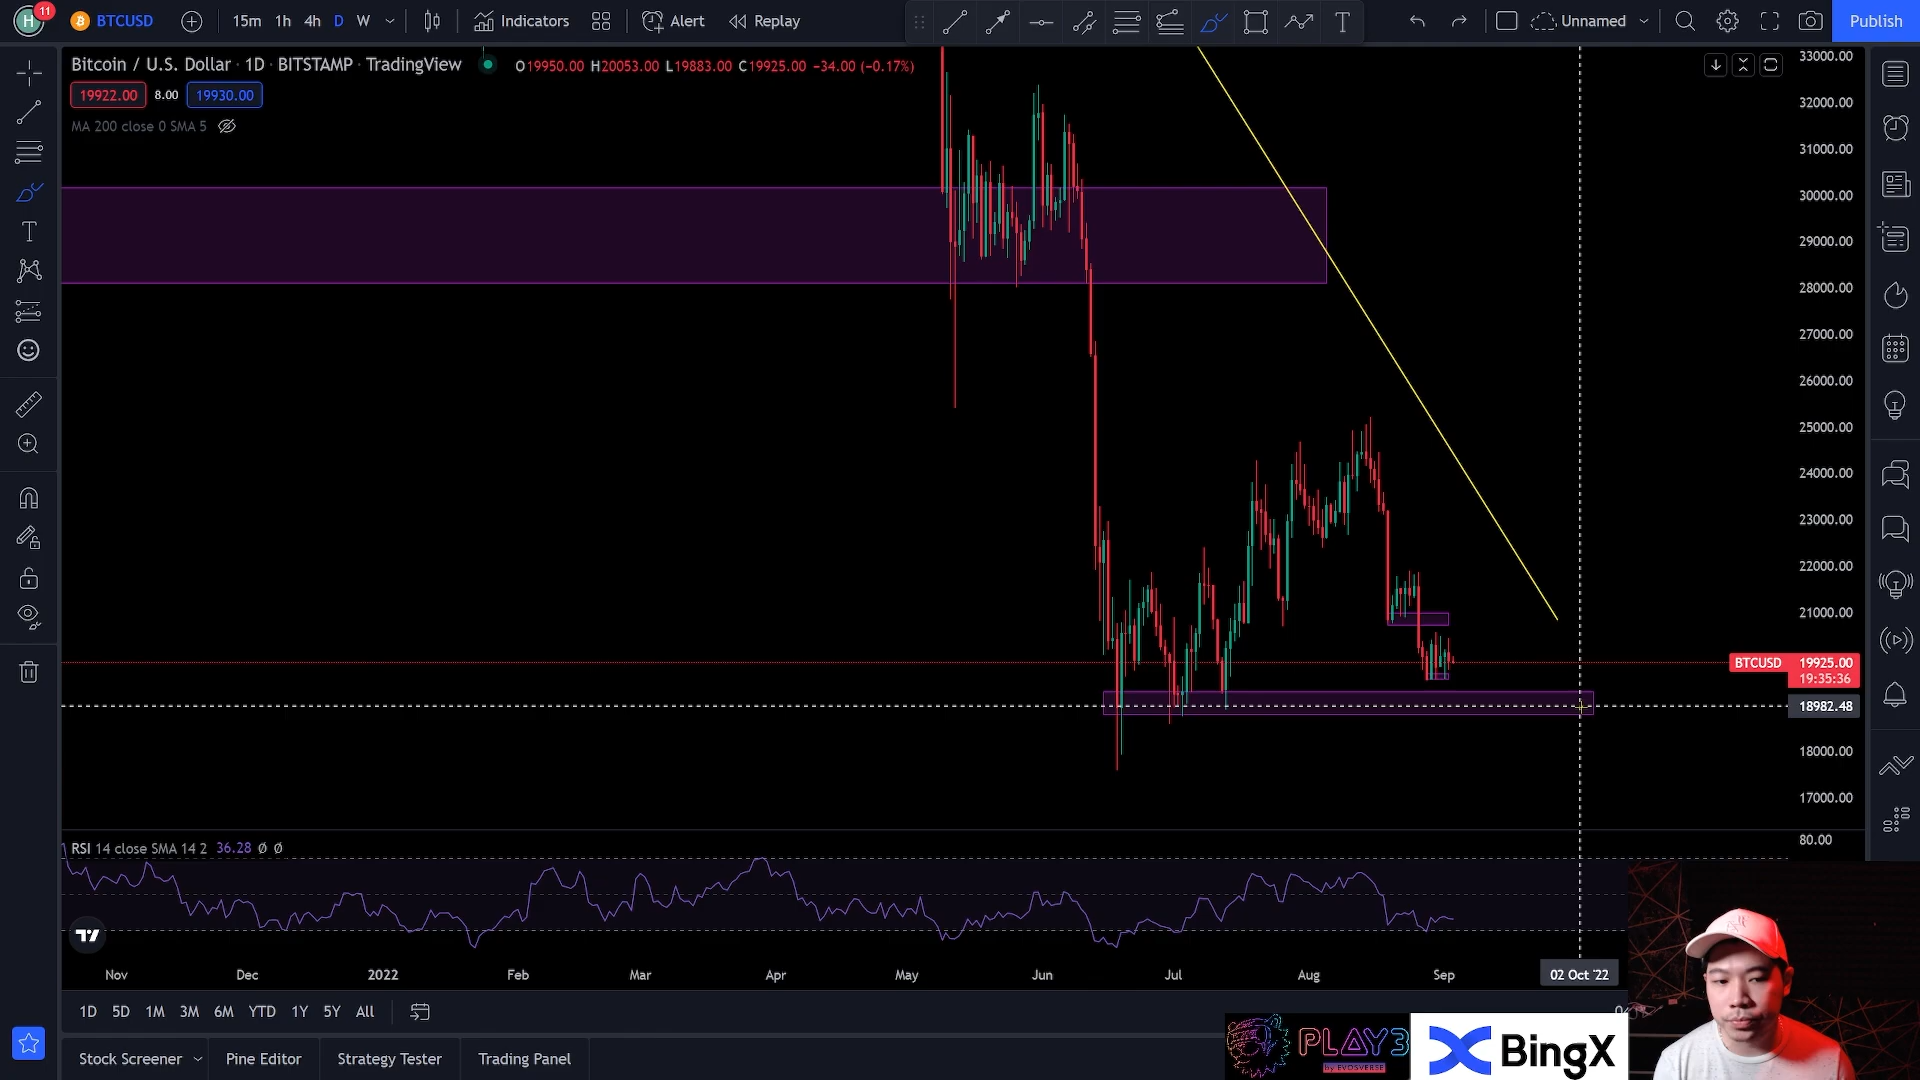 H
11
BTCUSD
15m 1h 4h D W
Indicators
Alert
Replay
T
Unnamed
Publish
Bitcoin / U.S. Dollar · 1D · BITSTAMP · TradingView
O19950.00 H20053.00 L19883.00 C19925.00 −34.00 (−0.17%)
19922.00 8.00 19930.00
MA 200 close 0 SMA 5
33000.00
32000.00
31000.00
30000.00
29000.00
28000.00
27000.00
26000.00
25000.00
24000.00
23000.00
22000.00
21000.00
BTCUSD 19925.00
19:35:36
18982.48
18000.00
17000.00
80.00
RSI 14 close SMA 14 2 36.28 Ø Ø
Nov Dec 2022 Feb Mar Apr May Jun Jul Aug Sep 02 Oct '22
1D 5D 1M 3M 6M YTD 1Y 5Y All
Stock Screener Pine Editor Strategy Tester Trading Panel
PLAY3
by EVOSVERSE
BingX